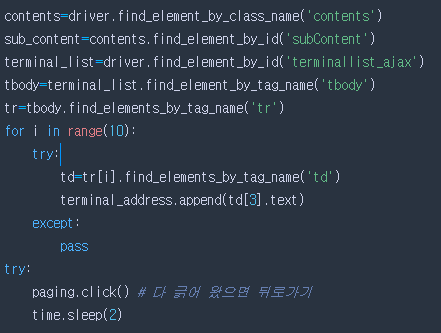 contents=driver.find_element_by_class_name('contents')
sub_content=contents.find_element_by_id('subContent')
terminal_list=driver.find_element_by_id('terminallist_ajax')
tbody=terminal_list.find_element_by_tag_name('tbody')
tr=tbody.find_elements_by_tag_name('tr')
for i in range(10):
    try:
        td=tr[i].find_elements_by_tag_name('td')
        terminal_address.append(td[3].text)
    except:
        pass
try:
    paging.click() # 다 긁어 왔으면 뒤로가기
    time.sleep(2)